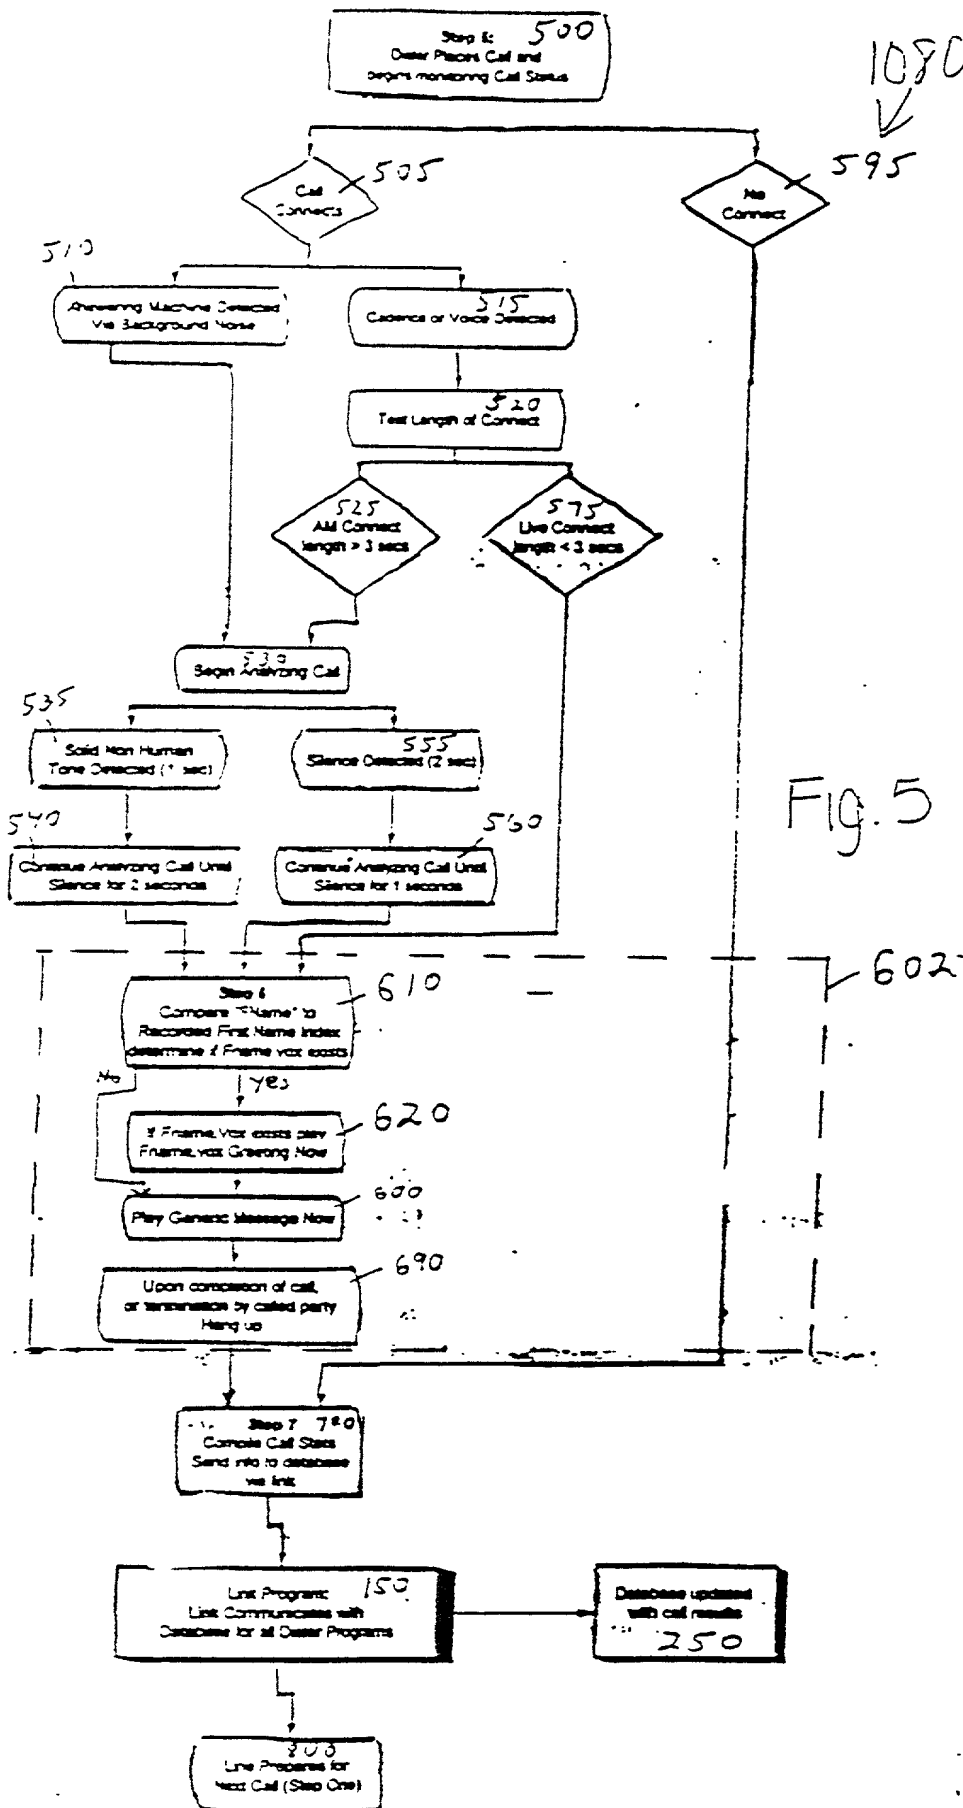 Step 5: 500
Dialer Places Call and
begins monitoring Call Status
1080
505
Call
Connects
595
No
Connect
510
Answering Machine Detected
Via Background Noise
515
Cadence or Voice Detected
520
Test Length of Connect
525
AM Connect
length > 3 secs
575
Live Connect
length < 3 secs
530
Begin Analyzing Call
535
Solid Non Human
Tone Detected (1 sec)
555
Silence Detected (2 sec)
Fig. 5
540
Continue Analyzing Call Until
Silence for 2 seconds
560
Continue Analyzing Call Until
Silence for 1 seconds
602
610
Step 6
Compare "FName" to
Recorded First Name Index
determine if Fname.vox exists
No
yes
620
If Fname.vox exists play
Fname.vox Greeting Now
600
Play Generic Message Now
690
Upon completion of call,
or termination by called party
Hang up
Step 7 780
Compile Call Stats
Send info to database
via link
Link Program: 150
Link Communicates with
Database for all Dialer Programs
Database updated
with call results
250
800
Line Prepares for
Next Call (Step One)